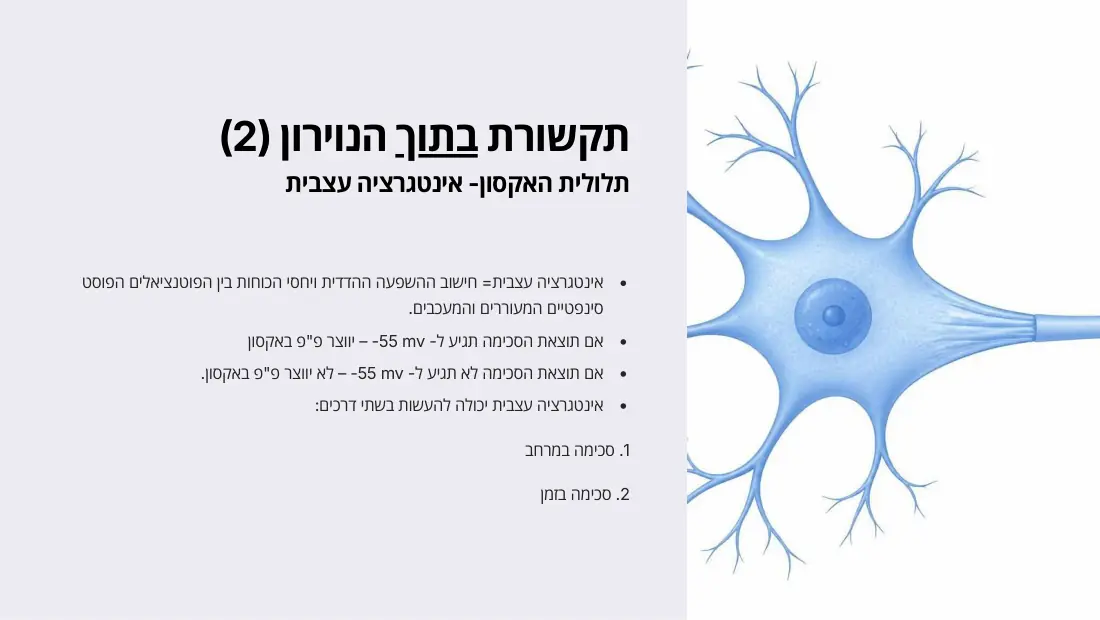 תקשורת בתוך הנוירון (2)
תלולית האקסון- אינטגרציה עצבית
• אינטגרציה עצבית= חישוב ההשפעה ההדדית ויחסי הכוחות בין הפוטנציאלים הפוסט
סינפטיים המעוררים והמעכבים.
• אם תוצאת הסכימה תגיע ל- -55 mv – יווצר פ"פ באקסון
• אם תוצאת הסכימה לא תגיע ל- -55 mv – לא יווצר פ"פ באקסון.
• אינטגרציה עצבית יכולה להעשות בשתי דרכים:
1. סכימה במרחב
2. סכימה בזמן